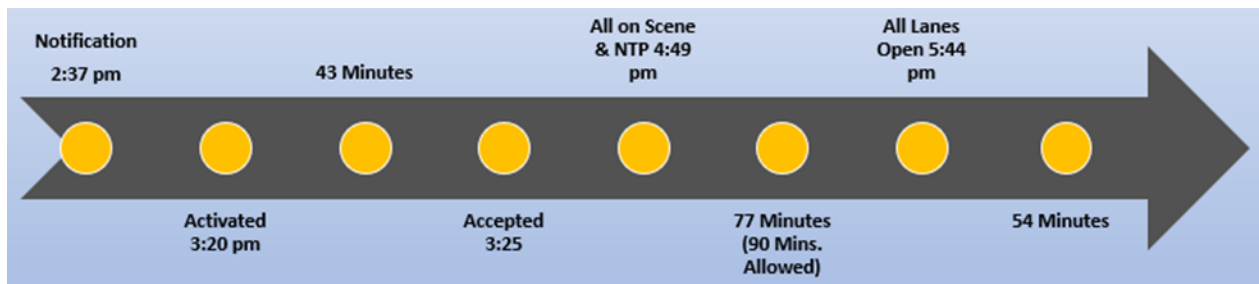 Notification
2:37 pm
Activated
3:20 pm
43 Minutes
Accepted
3:25
All on Scene
& NTP 4:49
pm
77 Minutes
(90 Mins.
Allowed)
All Lanes
Open 5:44
pm
54 Minutes